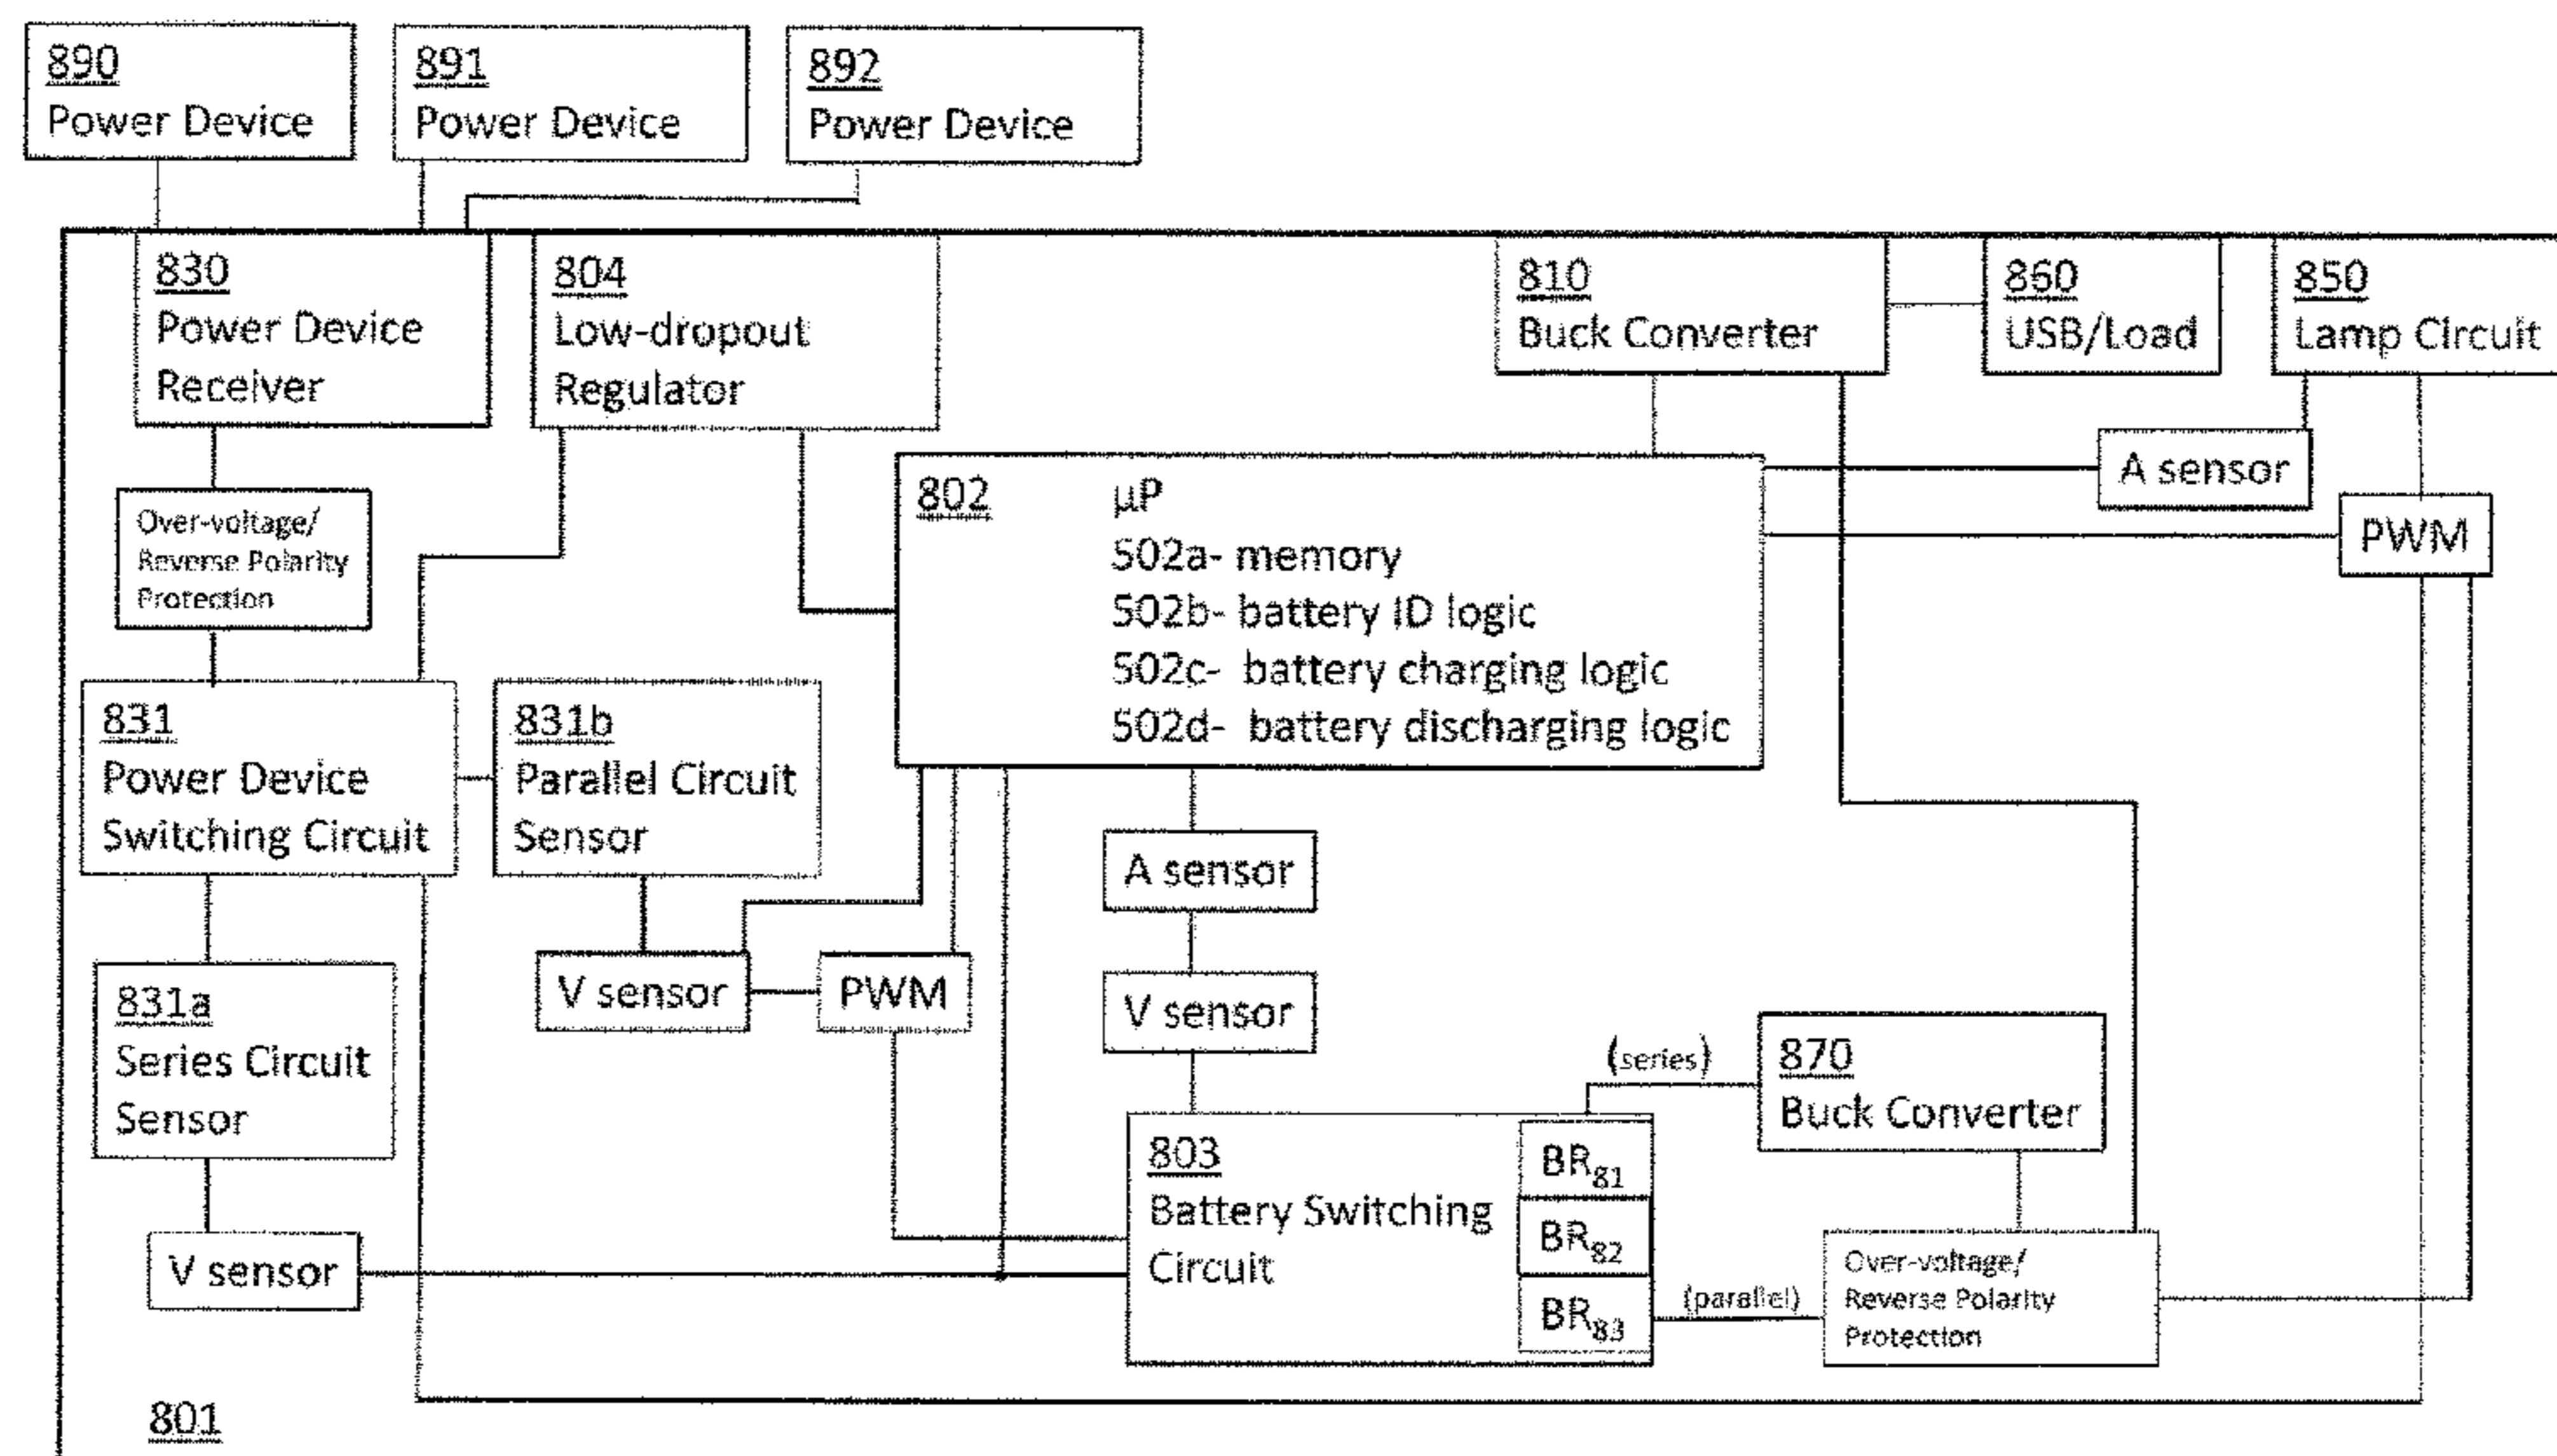 890
Power Device
891
Power Device
892
Power Device
830
Power Device
Receiver
804
Low-dropout
Regulator
810
Buck Converter
860
USB/Load
850
Lamp Circuit
Over-voltage/
Reverse Polarity
Protection
802 µP
502a- memory
502b- battery ID logic
502c- battery charging logic
502d- battery discharging logic
A sensor
PWM
831
Power Device
Switching Circuit
831b
Parallel Circuit
Sensor
A sensor
V sensor
PWM
V sensor
831a
Series Circuit
Sensor
V sensor
803
Battery Switching
Circuit
BR81
BR82
BR83
(series)
870
Buck Converter
(parallel)
Over-voltage/
Reverse Polarity
Protection
801